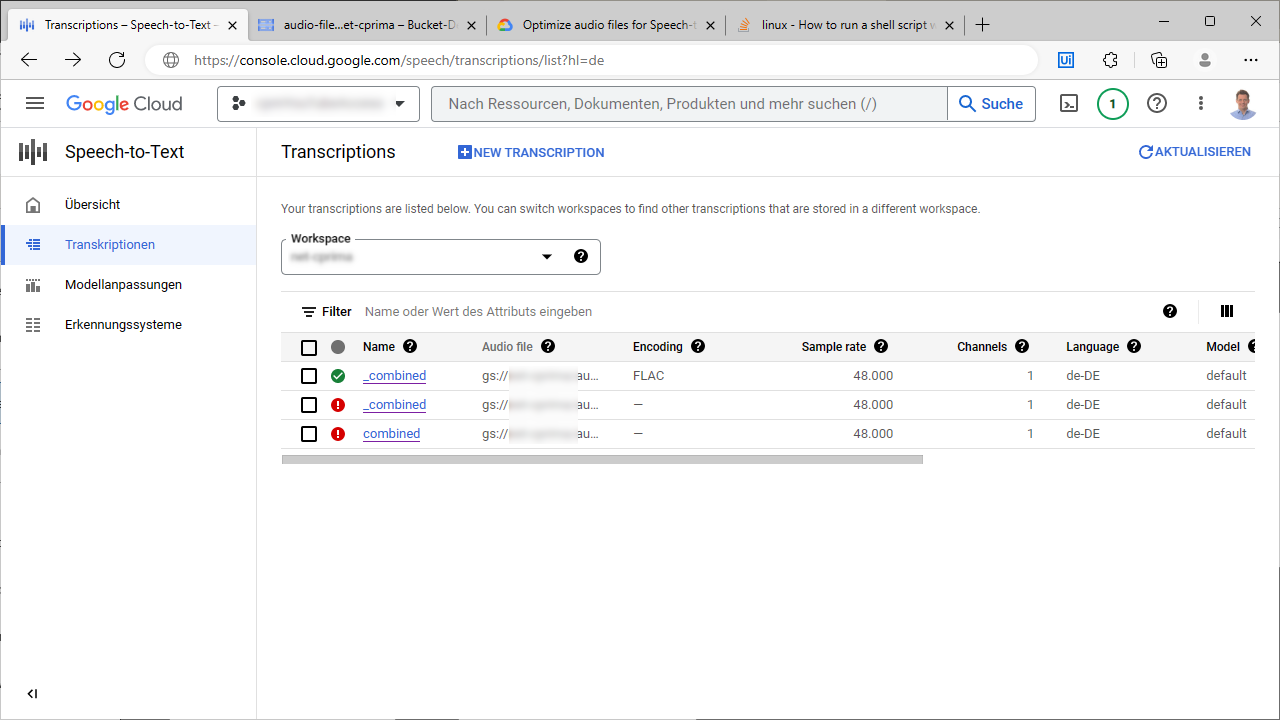 Transcriptions – Speech-to-Text –
audio-file...et-cprima – Bucket-D
Optimize audio files for Speech-t
linux - How to run a shell script w
https://console.cloud.google.com/speech/transcriptions/list?hl=de
Ui
Google Cloud
Nach Ressourcen, Dokumenten, Produkten und mehr suchen (/)
Suche
1
Speech-to-Text
Transcriptions
NEW TRANSCRIPTION
AKTUALISIEREN
Übersicht
Transkriptionen
Modellanpassungen
Erkennungssysteme
Your transcriptions are listed below. You can switch workspaces to find other transcriptions that are stored in a different workspace.
Workspace
Filter Name oder Wert des Attributs eingeben
Name Audio file Encoding Sample rate Channels Language Model
_combined gs:// au... FLAC 48.000 1 de-DE default
_combined gs:// au... — 48.000 1 de-DE default
combined gs:// au... — 48.000 1 de-DE default